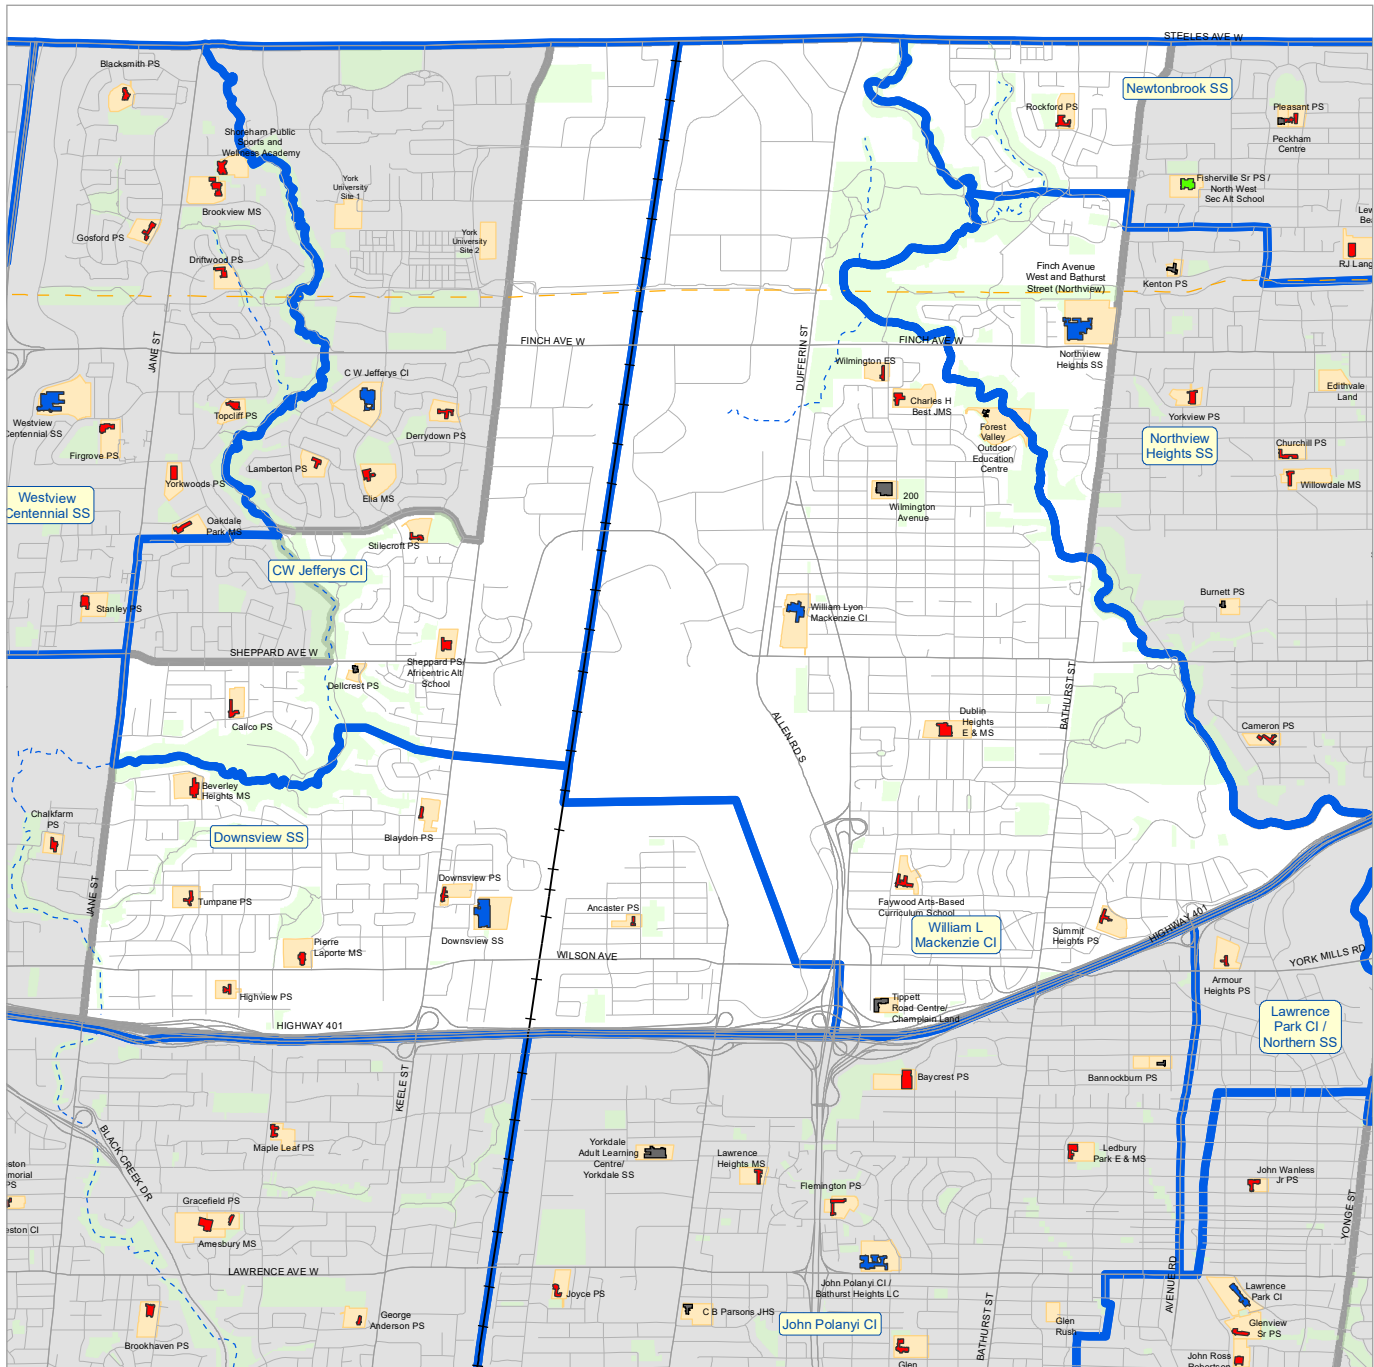 STEELES AVE W
Blacksmith PS
Newtonbrook SS
Rockford PS
Pleasant PS
Peckham
Centre
Shoreham Public
Sports and
Wellness Academy
York
University
Site 1
Fisherville Sr PS /
North West
Sec Alt School
Brookview MS
Gosford PS
York
University
Site 2
RJ Lang
Driftwood PS
Finch Avenue
West and Bathurst
Street (Northview)
Kenton PS
JANE ST
FINCH AVE W
DUFFERIN ST
FINCH AVE W
Northview
Heights SS
Wilmington ES
C W Jefferys CI
Edithvale
Land
Charles H
Best JMS
Westview
Centennial SS
Topcliff PS
Derrydown PS
Yorkview PS
Forest
Valley
Outdoor
Education
Centre
Northview
Heights SS
Churchill PS
Firgrove PS
Lamberton PS
Yorkwoods PS
Elia MS
Willowdale MS
Westview
Centennial SS
200
Wilmington
Avenue
Oakdale
Park MS
Stilecroft PS
CW Jefferys CI
Burnett PS
Stanley PS
William Lyon
Mackenzie CI
SHEPPARD AVE W
Sheppard PS/
Africentric Alt
School
Dellcrest PS
BATHURST ST
Calico PS
ALLEN RD S
Dublin
Heights
E & MS
Cameron PS
Beverley
Heights MS
Chalkfarm
PS
Downsview SS
Blaydon PS
Downsview PS
JANE ST
Tumpane PS
Ancaster PS
Faywood Arts-Based
Curriculum School
William L
Mackenzie CI
Summit
Heights PS
HIGHWAY 401
Pierre
Laporte MS
Downsview SS
WILSON AVE
YORK MILLS RD
Armour
Heights PS
Highview PS
Tippett
Road Centre/
Champlain Land
HIGHWAY 401
Lawrence
Park CI /
Northern SS
KEELE ST
Baycrest PS
Bannockburn PS
BLACK CREEK DR
Maple Leaf PS
Yorkdale
Adult Learning
Centre/
Yorkdale SS
Lawrence
Heights MS
Ledbury
Park E & MS
John Wanless
Jr PS
Flemington PS
Gracefield PS
Amesbury MS
YONGE ST
LAWRENCE AVE W
John Polanyi CI /
Bathurst Heights LC
AVENUE RD
Lawrence
Park CI
Joyce PS
C B Parsons JHS
George
Anderson PS
John Polanyi CI
BATHURST ST
Glen
Rush
Glenview
Sr PS
Brookhaven PS
Glen
John Ross